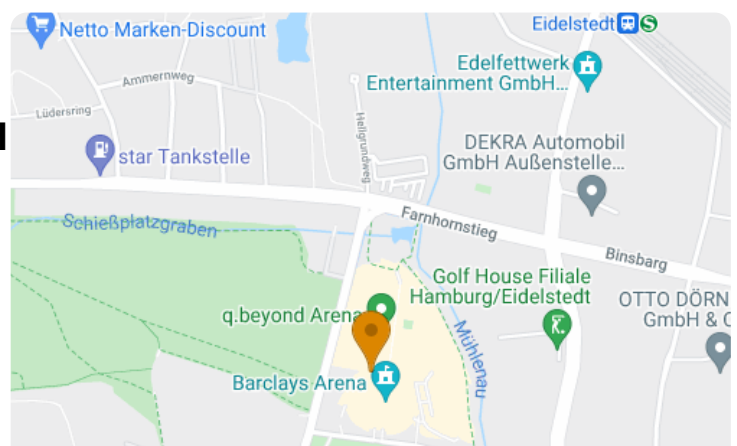 Netto Marken-Discount
Eidelstedt
S
Edelfettwerk
Entertainment GmbH...
Ammernweg
Lüdersring
Hellgrundweg
star Tankstelle
DEKRA Automobil
GmbH Außenstelle...
Schießplatzgraben
Farnhornstieg
Binsbarg
Golf House Filiale
Hamburg/Eidelstedt
OTTO DÖRN
GmbH & C
q.beyond Arena
Mühlenau
Barclays Arena